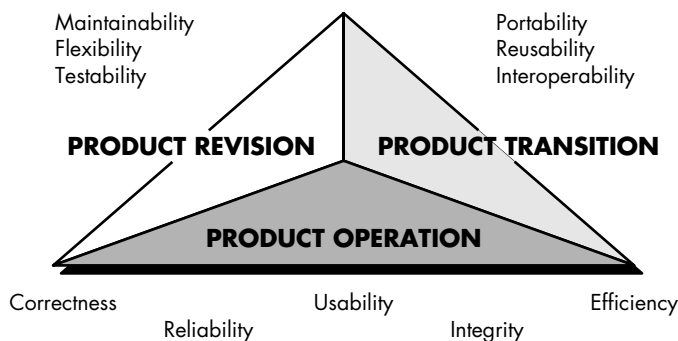 Maintainability
Flexibility
Testability
Portability
Reusability
Interoperability
PRODUCT REVISION
PRODUCT TRANSITION
PRODUCT OPERATION
Correctness
Usability
Efficiency
Reliability
Integrity